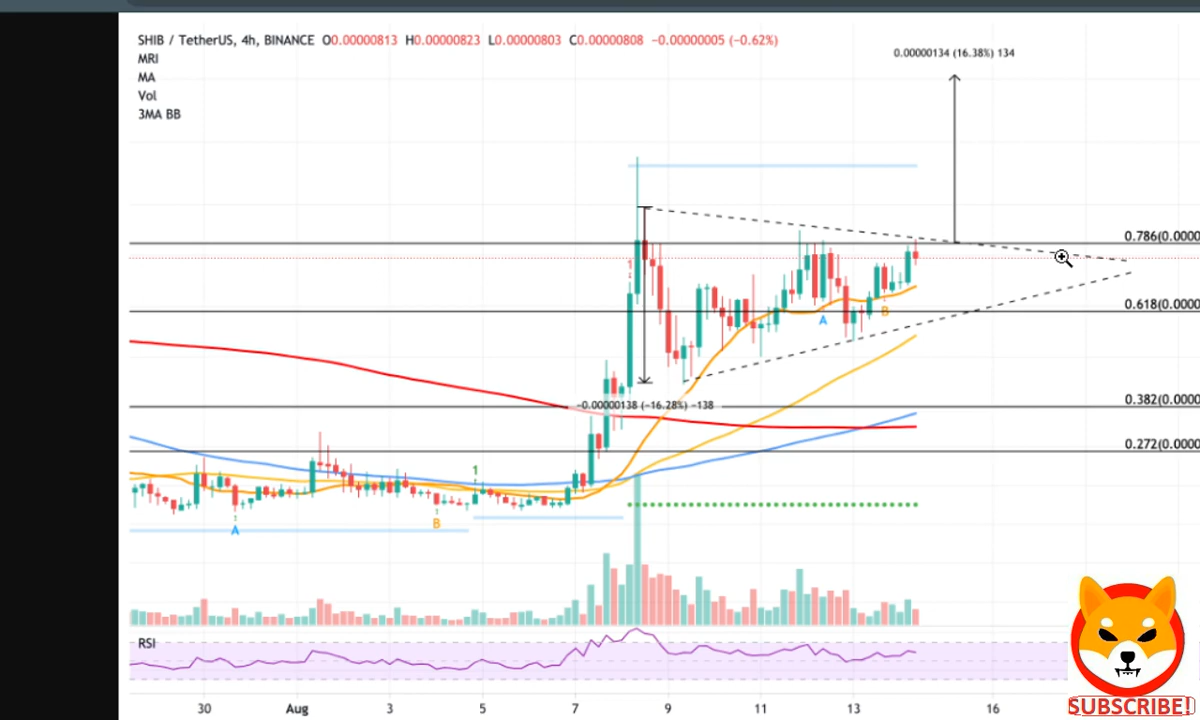 SHIB / TetherUS, 4h, BINANCE O0.00000813 H0.00000823 L0.00000803 C0.00000808 −0.00000005 (−0.62%)
MRI
MA
Vol
3MA BB
0.00000134 (16.38%) 134
0.786(0.0000
1
0.618(0.0000
A
B
0.382(0.0000
-0.00000138 (-16.28%) -138
0.272(0.0000
1
A
B
RSI
30
Aug
3
5
7
9
11
13
16
SUBSCRIBE!